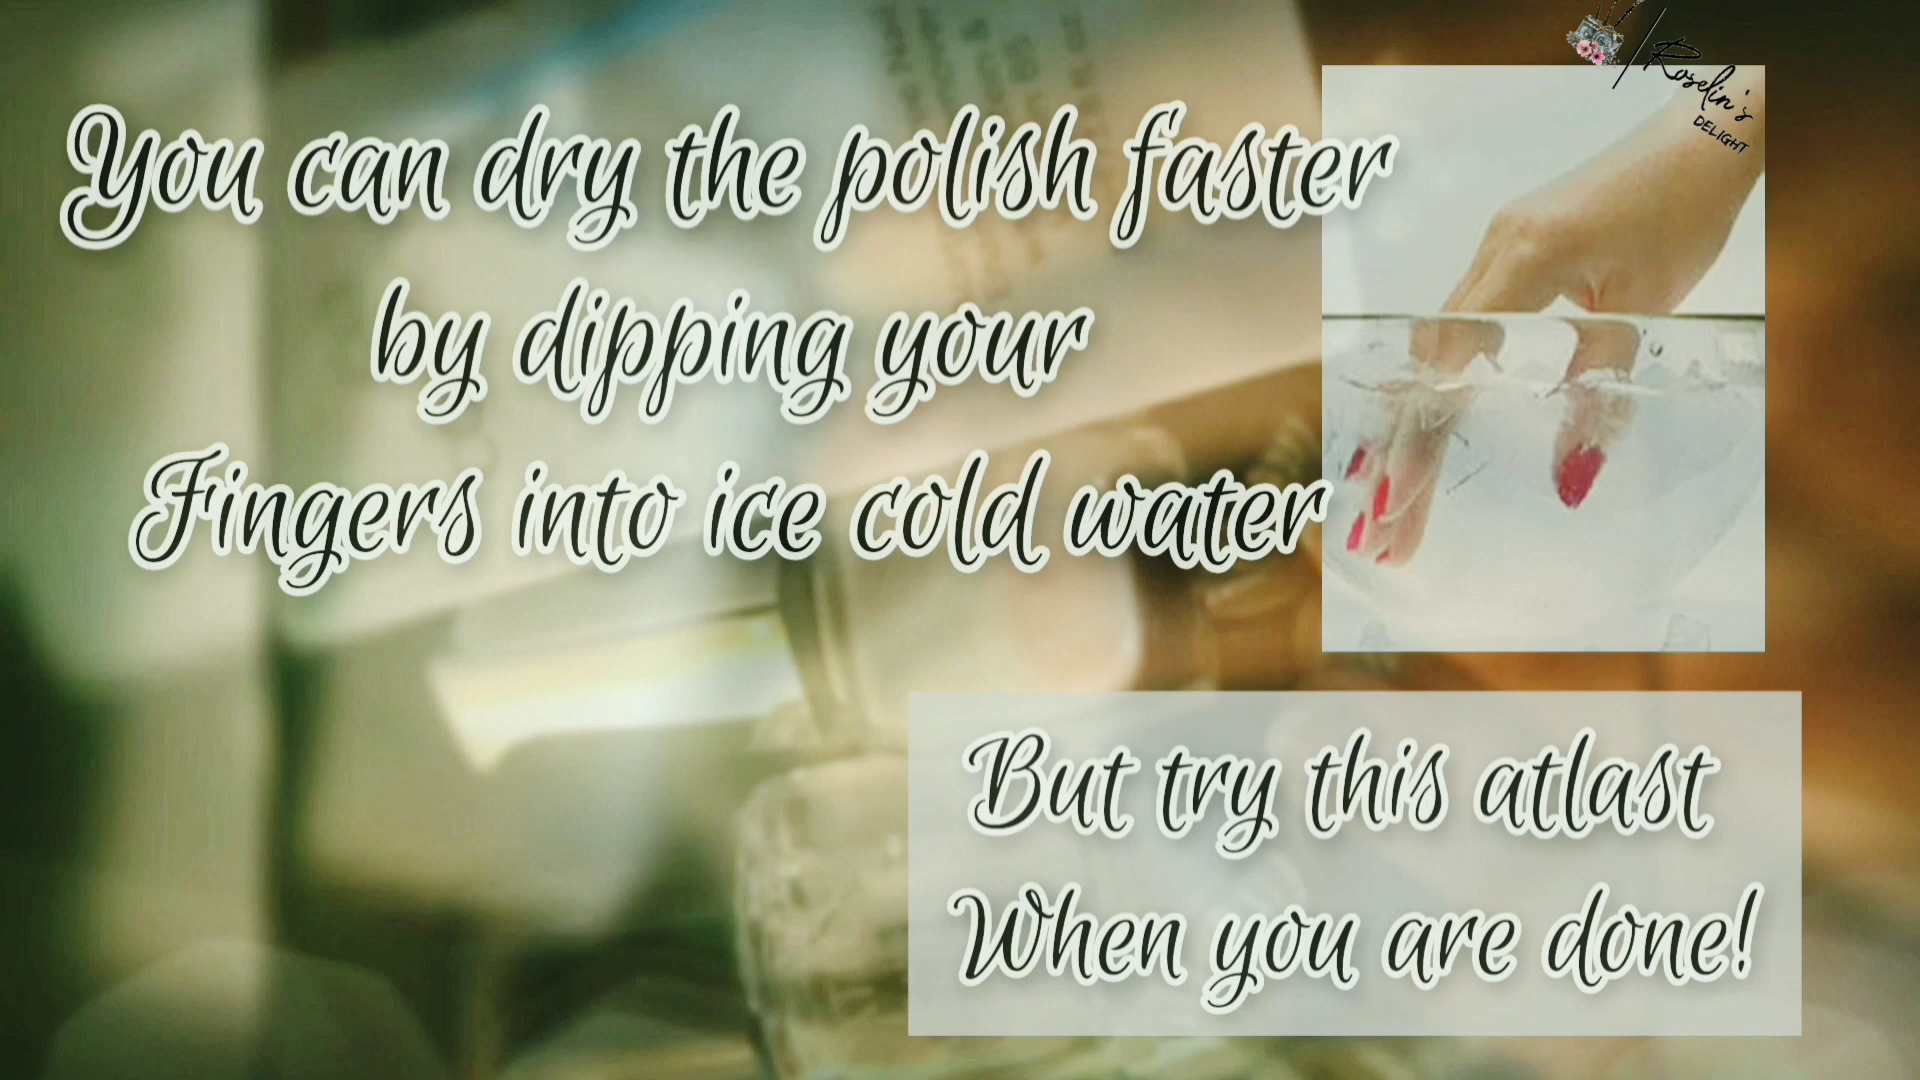 Roselin's
DELIGHT
You can dry the polish faster
by dipping your
Fingers into ice cold water
But try this atlast
When you are done!